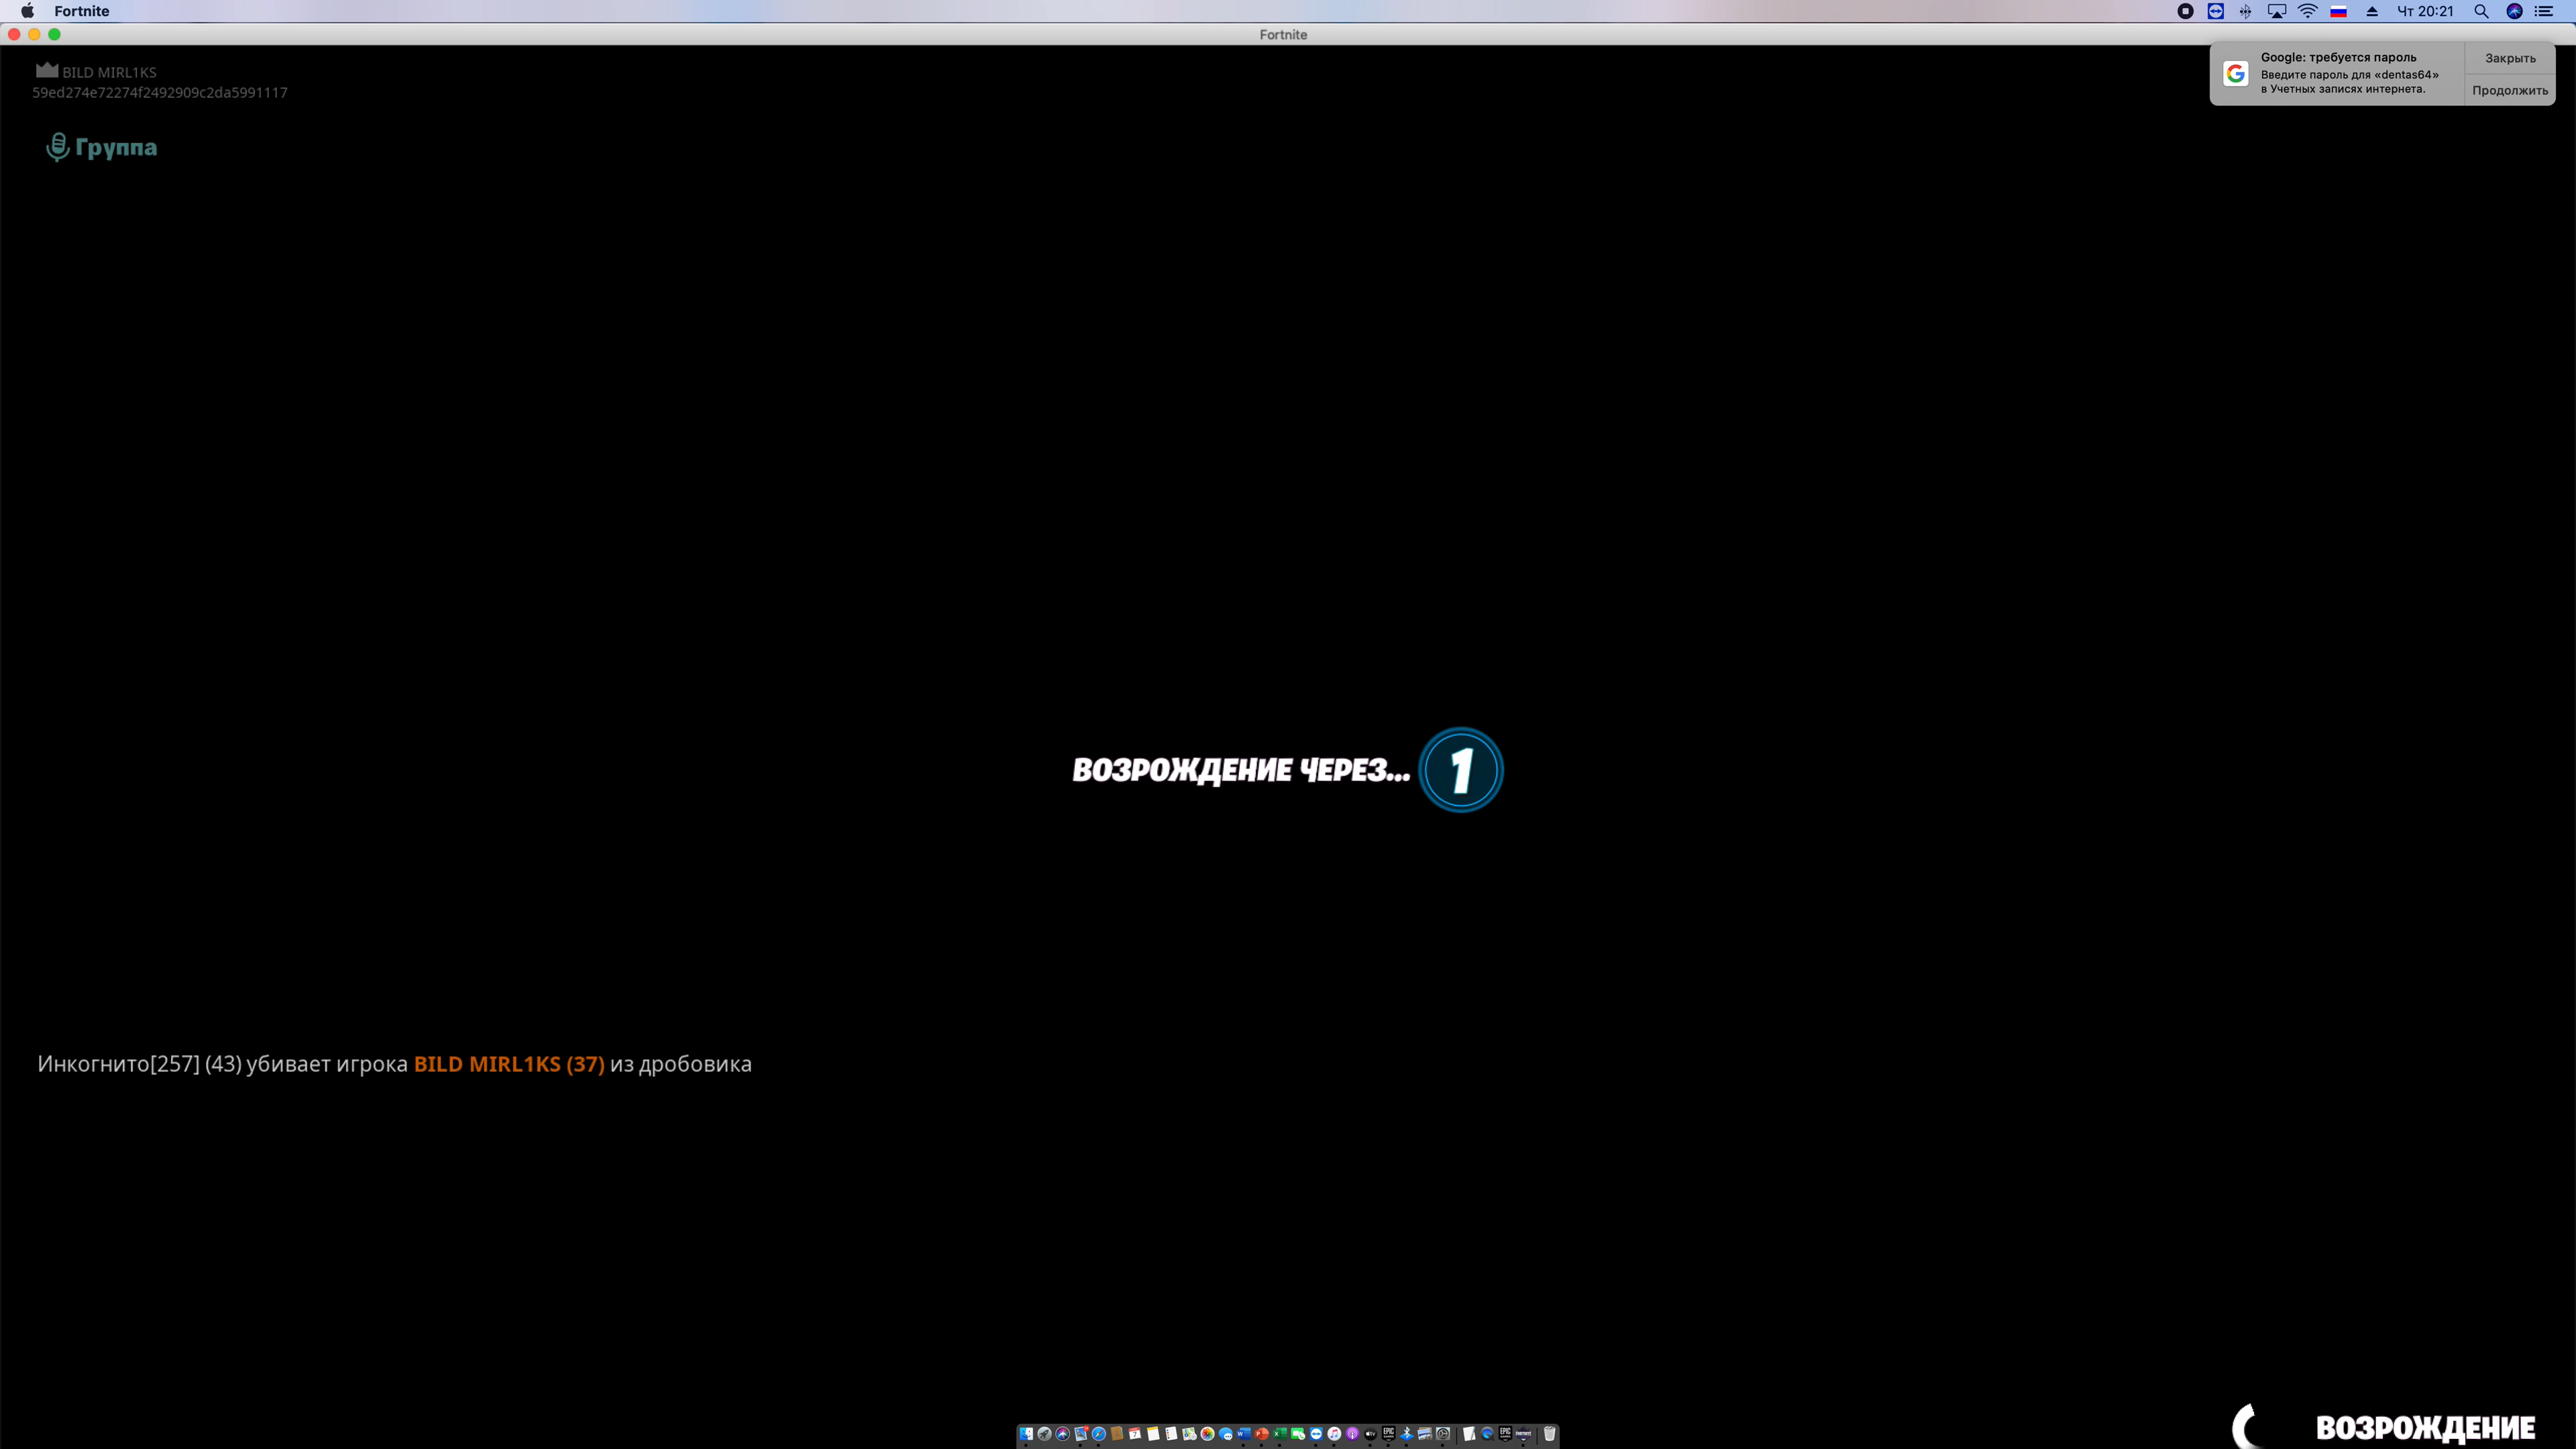 Fortnite
Чт 20:21
Fortnite
BILD MIRL1KS
59ed274e72274f2492909c2da5991117
Google: требуется пароль
Введите пароль для «dentas64»
в Учетных записях интернета.
Закрыть
Продолжить
Группа
ВОЗРОЖДЕНИЕ ЧЕРЕЗ... 1
Инкогнито[257] (43) убивает игрока BILD MIRL1KS (37) из дробовика
ВОЗРОЖДЕНИЕ